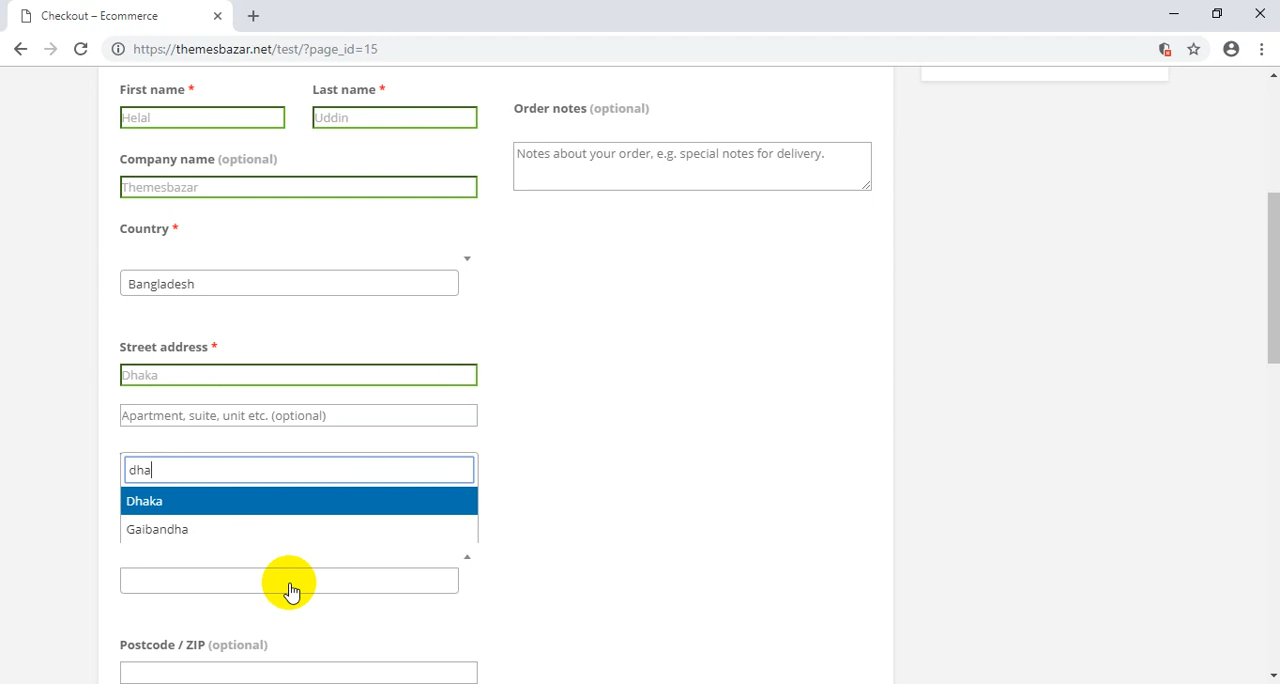 Checkout – Ecommerce
https://themesbazar.net/test/?page_id=15
First name *
Last name *
Helal
Uddin
Order notes (optional)
Notes about your order, e.g. special notes for delivery.
Company name (optional)
Themesbazar
Country *
Bangladesh
Street address *
Dhaka
Apartment, suite, unit etc. (optional)
dha
Dhaka
Gaibandha
Postcode / ZIP (optional)